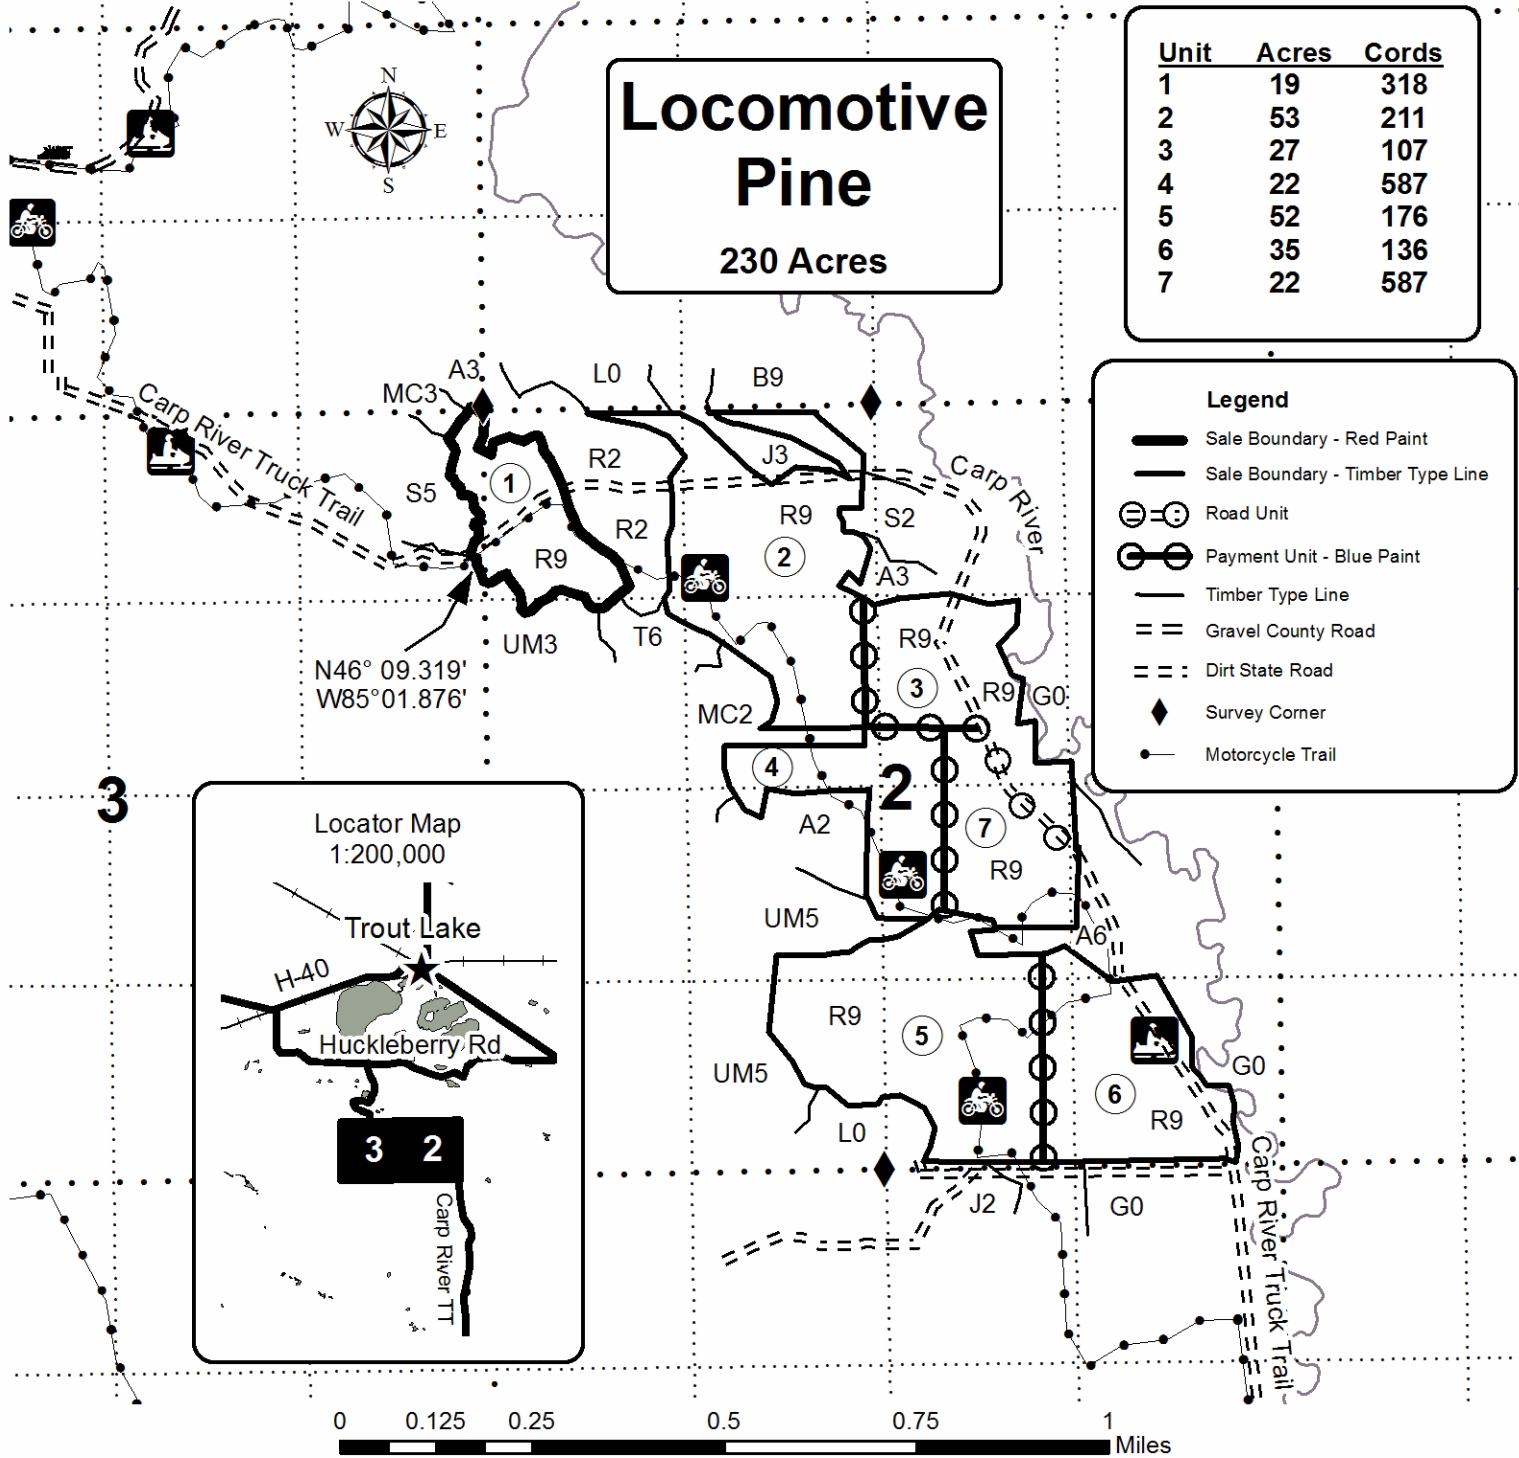 N
W E
S
Locomotive
Pine
230 Acres
Unit Acres Cords
1 19 318
2 53 211
3 27 107
4 22 587
5 52 176
6 35 136
7 22 587
Legend
Sale Boundary - Red Paint
Sale Boundary - Timber Type Line
Road Unit
Payment Unit - Blue Paint
Timber Type Line
Gravel County Road
Dirt State Road
Survey Corner
Motorcycle Trail
A3
MC3
L0
B9
Carp River Truck Trail
S5
1
R2
J3
Carp River
R2
R9
S2
R9
2
A3
UM3
T6
N46° 09.319'
W85°01.876'
R9
3
R9
G0
MC2
4
2
3
A2
7
R9
UM5
A6
R9
5
UM5
6
G0
R9
L0
J2
G0
Carp River Truck Trail
Locator Map
1:200,000
Trout Lake
H-40
Huckleberry Rd
3 2
Carp River TT
0 0.125 0.25 0.5 0.75 1
Miles